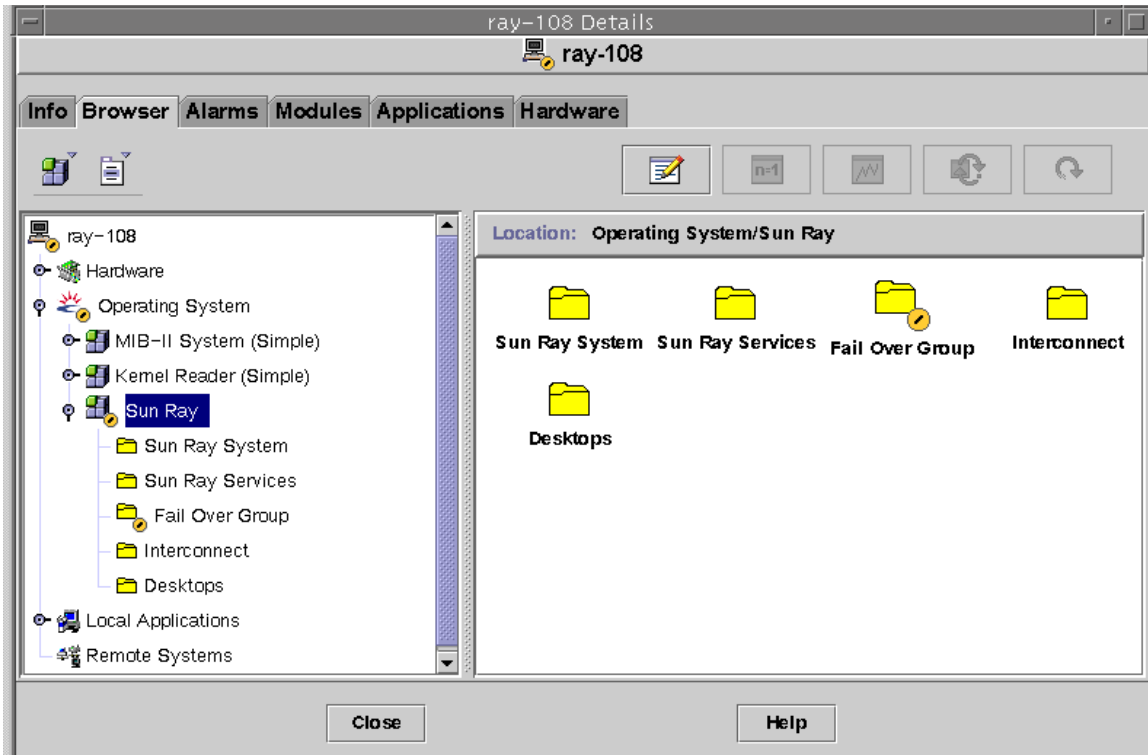 ray-108 Details
ray-108
Info Browser Alarms Modules Applications Hardware
n=1
ray-108
Hardware
Operating System
MIB-II System (Simple)
Kernel Reader (Simple)
Sun Ray
Sun Ray System
Sun Ray Services
Fail Over Group
Interconnect
Desktops
Local Applications
Remote Systems
Location: Operating System/Sun Ray
Sun Ray System Sun Ray Services Fail Over Group Interconnect
Desktops
Close Help